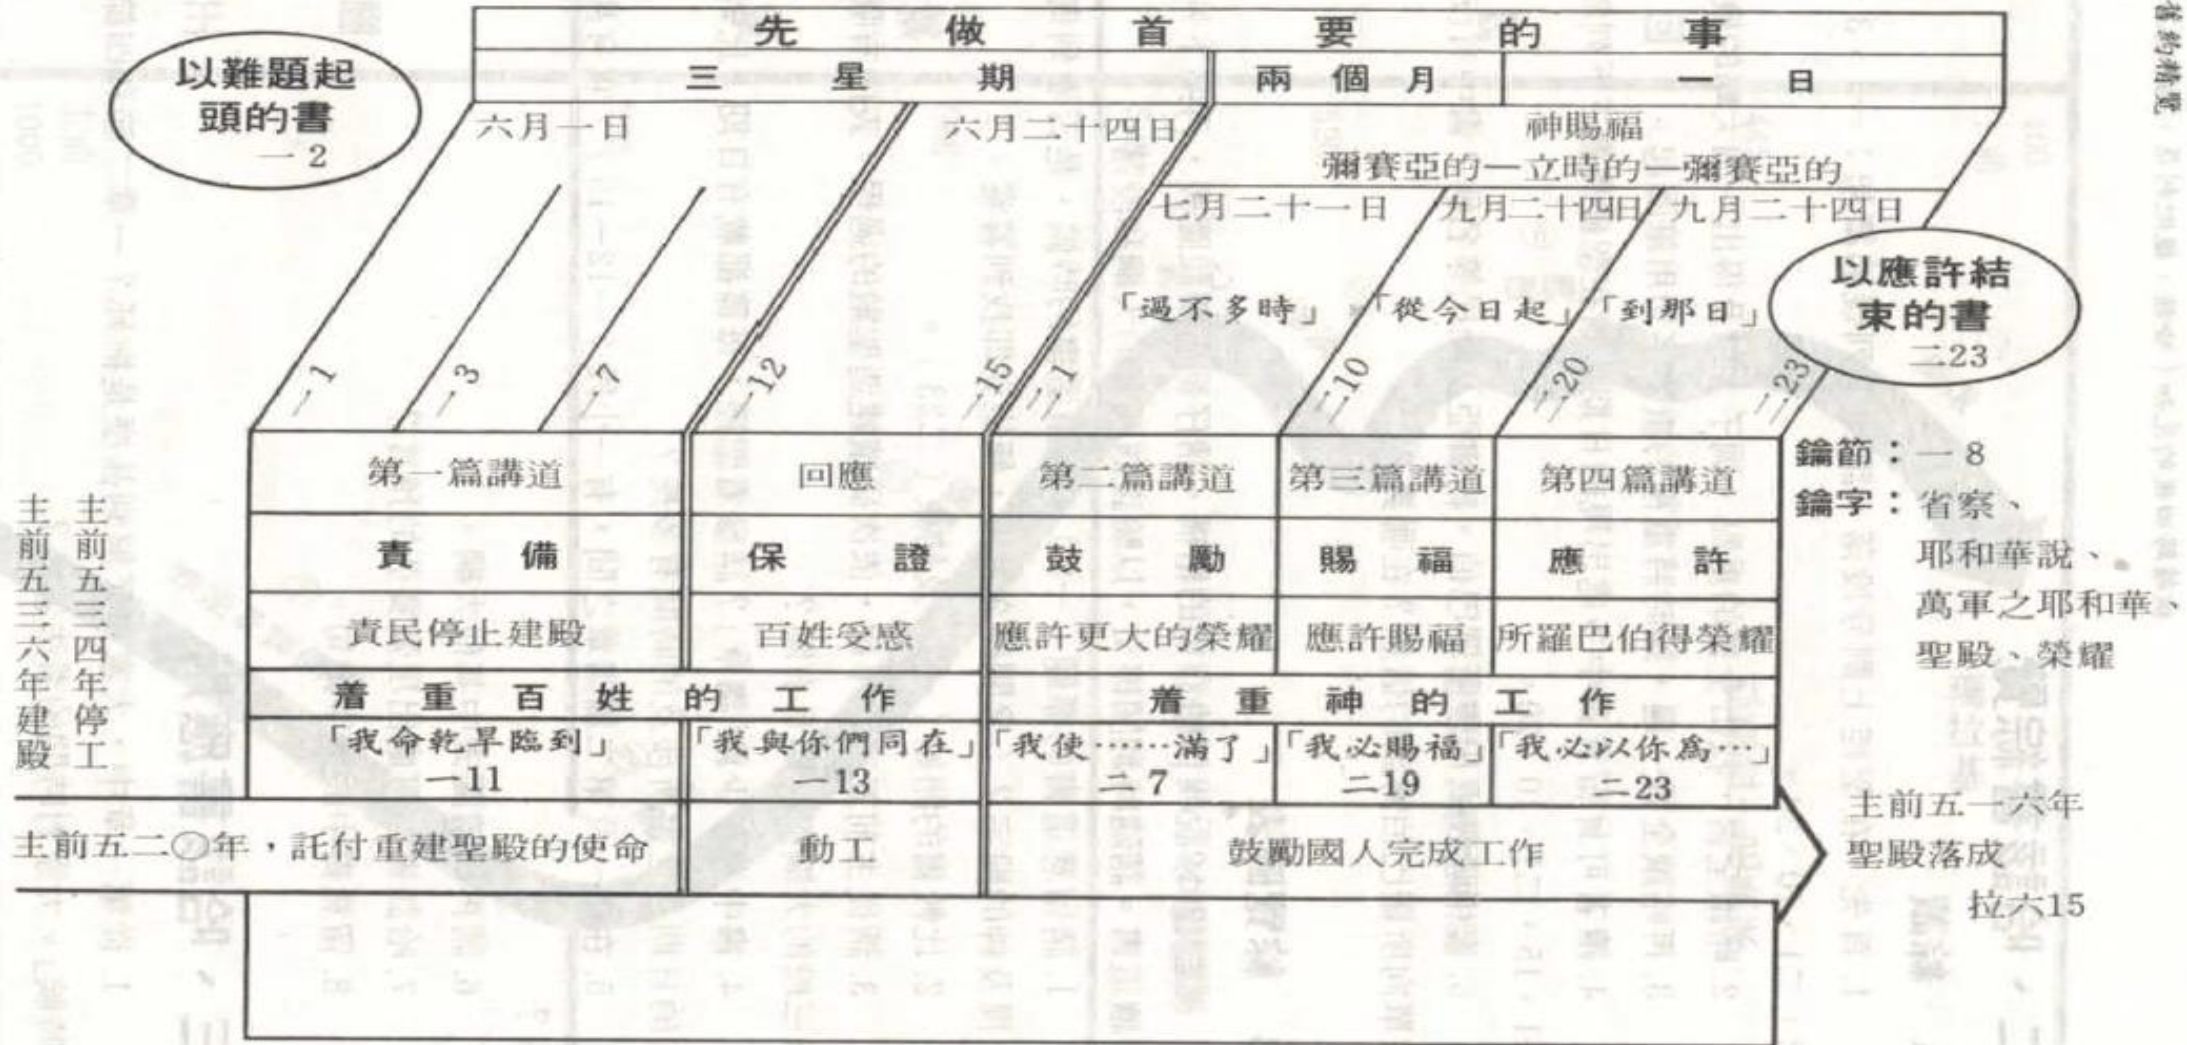 舊約精覽
先做首要的事
三星期
兩個月
一日
以難題起
頭的書
一2
六月一日
六月二十四日
神賜福
彌賽亞的—立時的—彌賽亞的
七月二十一日
九月二十四日
九月二十四日
「過不多時」
「從今日起」
「到那日」
以應許結
束的書
二23
一1
一3
一7
一12
一15
二1
二10
二20
二23
第一篇講道
回應
第二篇講道
第三篇講道
第四篇講道
責備
保證
鼓勵
賜福
應許
責民停止建殿
百姓受感
應許更大的榮耀
應許賜福
所羅巴伯得榮耀
着重百姓的工作
着重神的工作
「我命乾旱臨到」
一11
「我與你們同在」
一13
「我使……滿了」
二7
「我必賜福」
二19
「我必以你為…」
二23
主前五三四年停工
主前五三六年建殿
主前五二〇年，託付重建聖殿的使命
動工
鼓勵國人完成工作
鑰節：一8
鑰字：省察、
耶和華說、
萬軍之耶和華、
聖殿、榮耀
主前五一六年
聖殿落成
拉六15